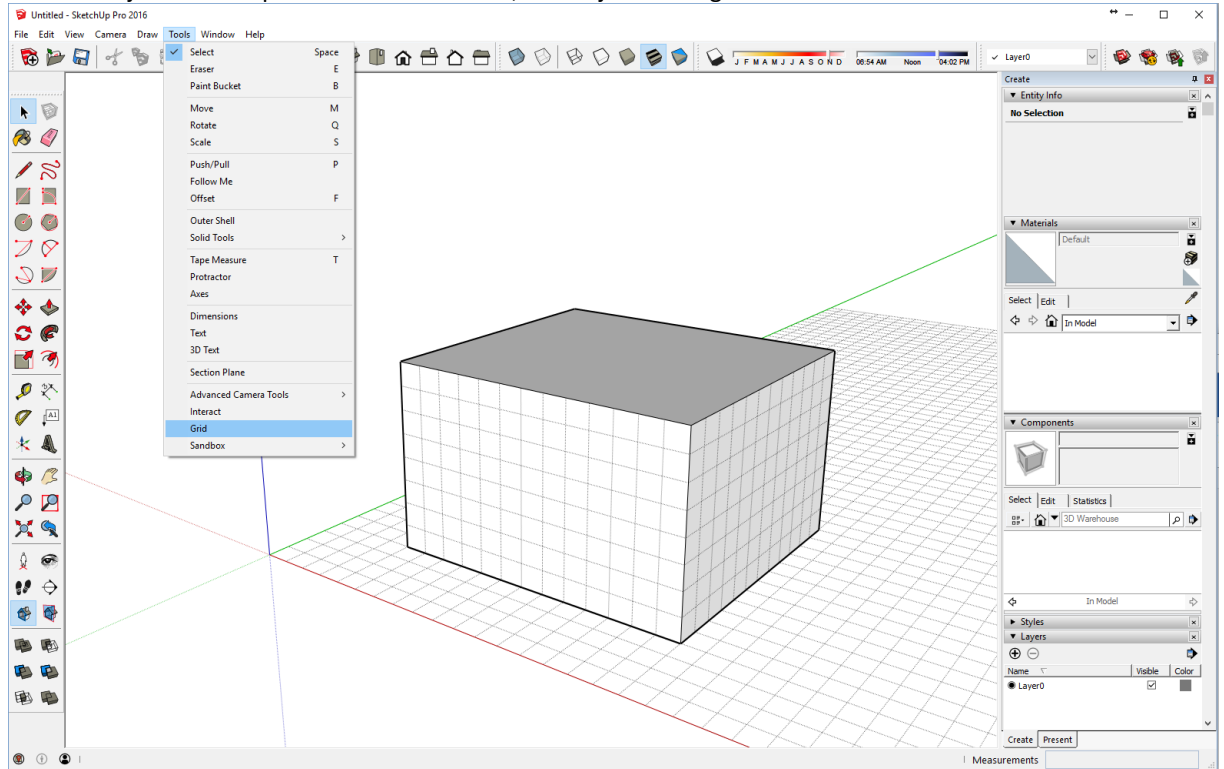 Untitled - SketchUp Pro 2016
File Edit View Camera Draw Tools Window Help
J F M A M J J A S O N D 06:54 AM Noon 04:02 PM
Layer0
Select Space
Eraser E
Paint Bucket B
Move M
Rotate Q
Scale S
Push/Pull P
Follow Me
Offset F
Outer Shell
Solid Tools
Tape Measure T
Protractor
Axes
Dimensions
Text
3D Text
Section Plane
Advanced Camera Tools
Interact
Grid
Sandbox
A1
Create
Entity Info
No Selection
Materials
Default
Select Edit
In Model
Components
Select Edit Statistics
3D Warehouse
In Model
Styles
Layers
Name Visible Color
Layer0
Create Present
Measurements